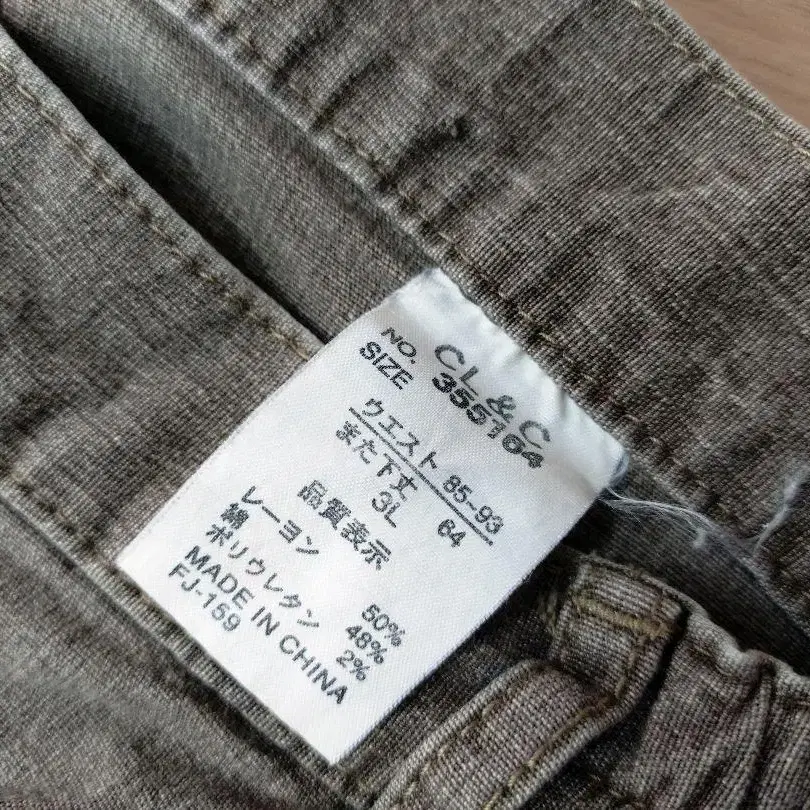 CL&C
NO. 355164
SIZE
ウエスト 85-93
また下丈 64
3L
品質表示
レーヨン 50%
綿 48%
ポリウレタン 2%
MADE IN CHINA
FJ-159